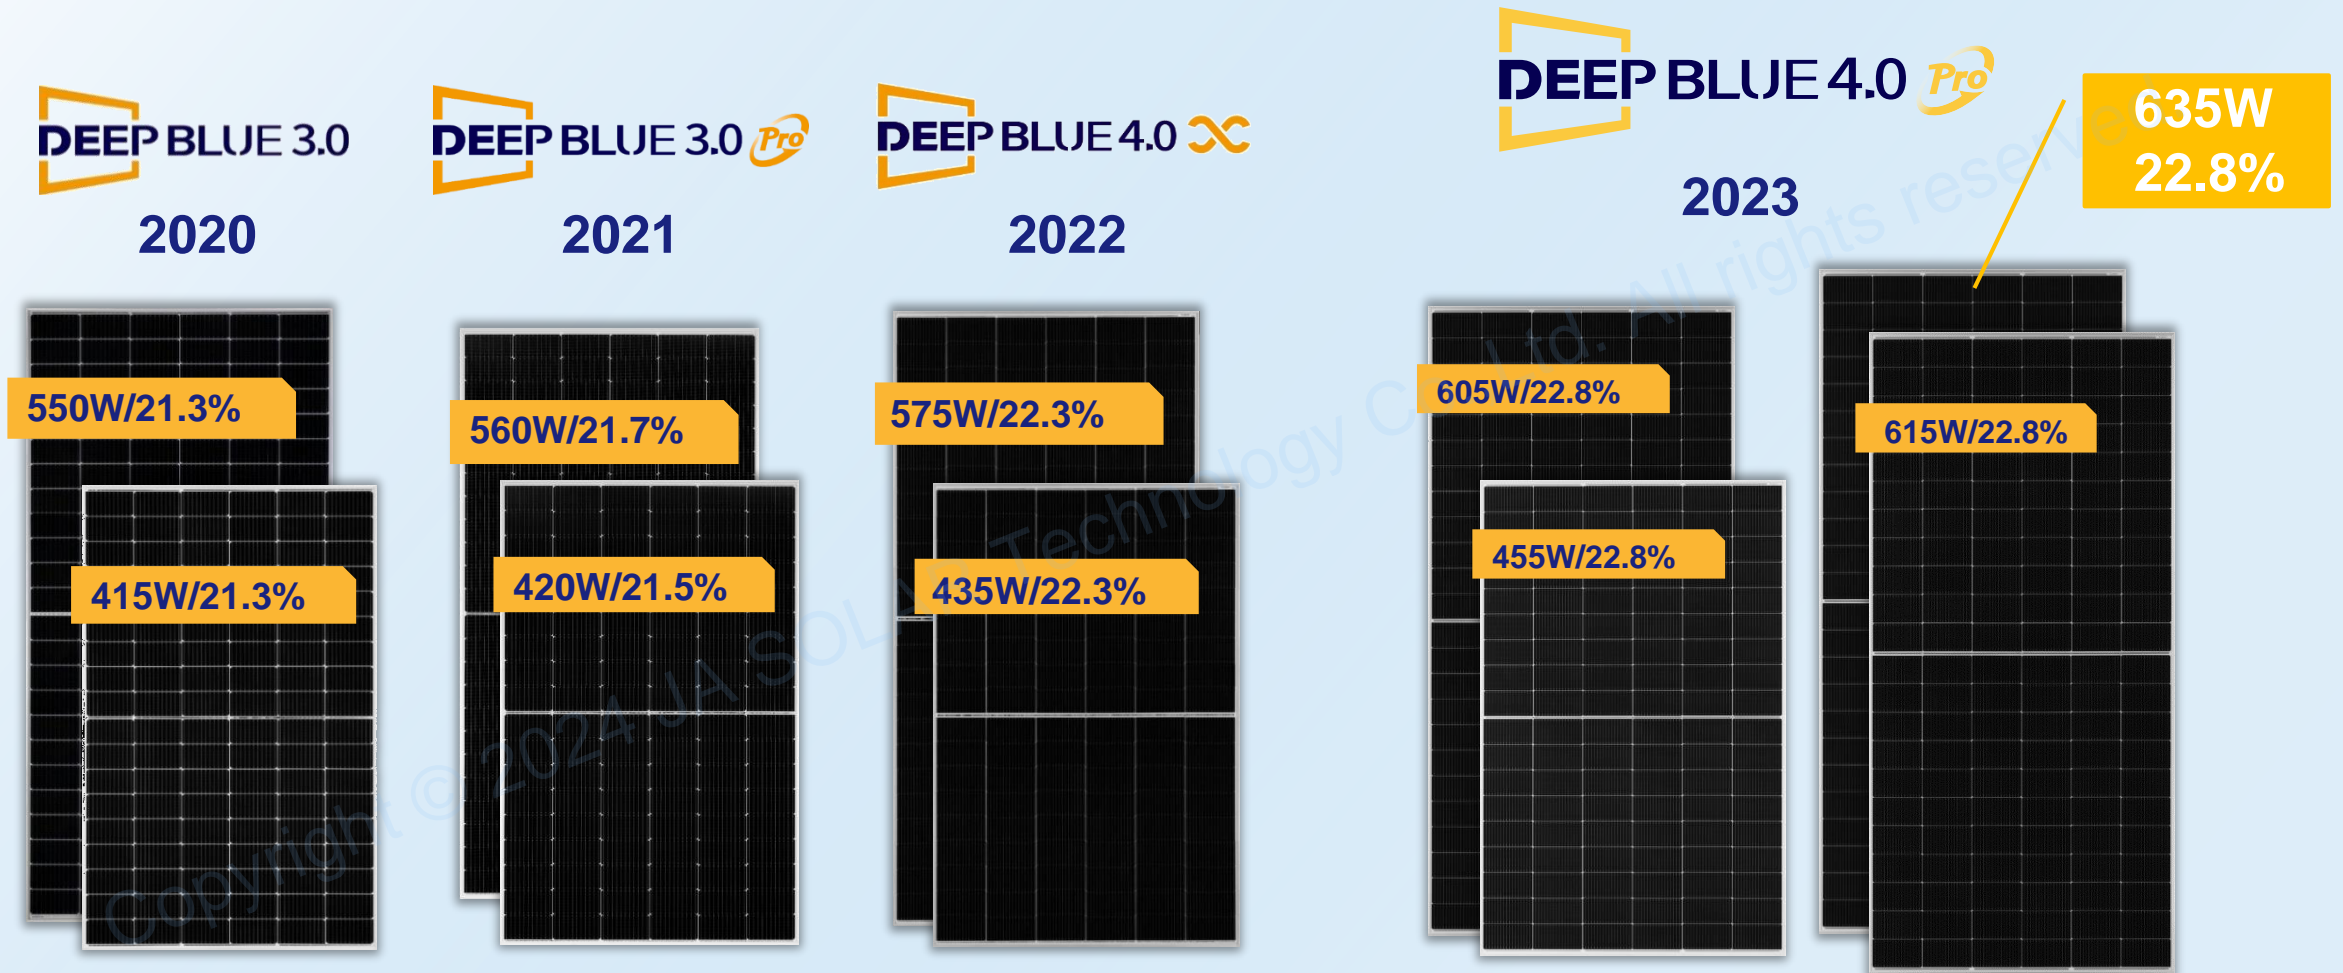 DEEP BLUE 3.0
2020
550W/21.3%
415W/21.3%
DEEP BLUE 3.0 Pro
2021
560W/21.7%
420W/21.5%
DEEP BLUE 4.0
2022
575W/22.3%
435W/22.3%
DEEP BLUE 4.0 Pro
2023
635W
22.8%
605W/22.8%
455W/22.8%
615W/22.8%
Copyright © 2024 JA SOLAR Technology Co., Ltd. All rights reserved